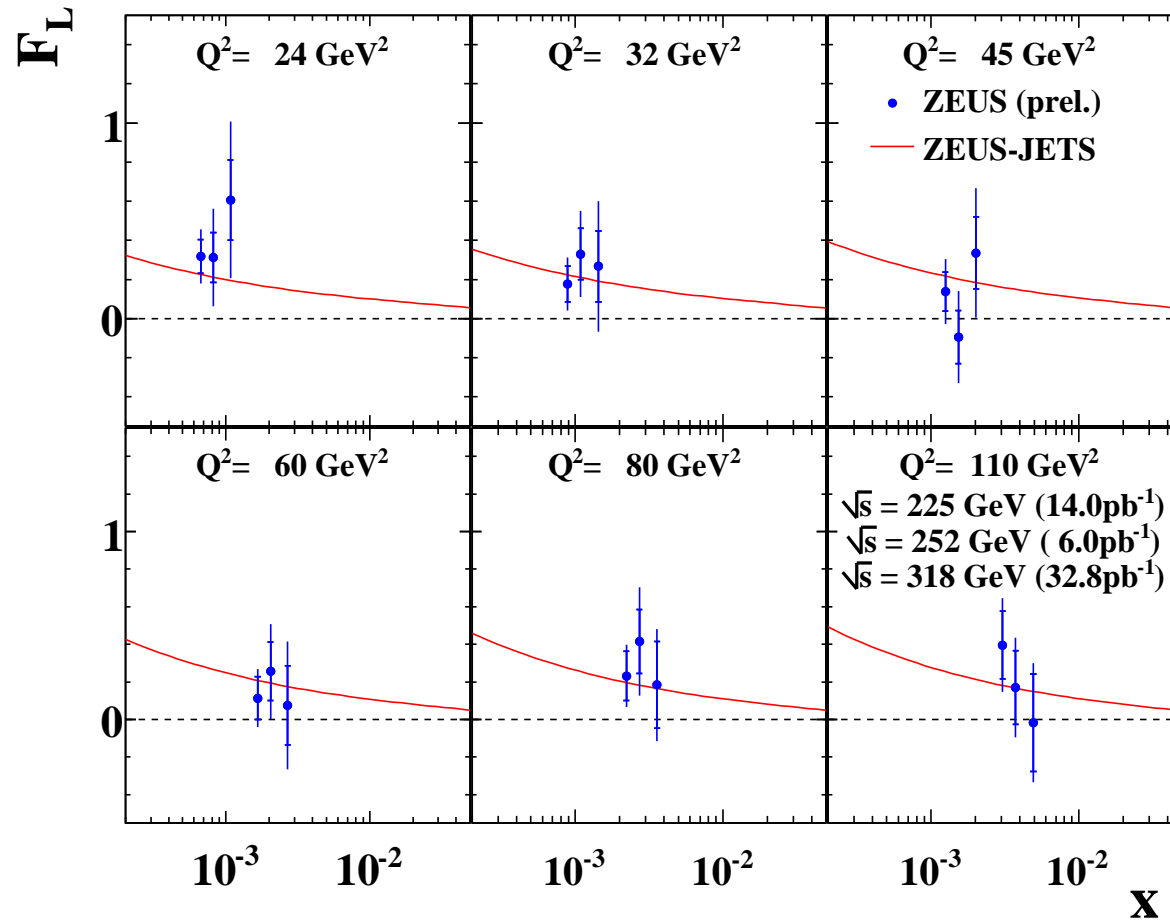 F_L
Q²= 24 GeV²
Q²= 32 GeV²
Q²= 45 GeV²
ZEUS (prel.)
ZEUS-JETS
1
0
Q²= 60 GeV²
Q²= 80 GeV²
Q²= 110 GeV²
√s = 225 GeV (14.0pb⁻¹)
√s = 252 GeV ( 6.0pb⁻¹)
√s = 318 GeV (32.8pb⁻¹)
1
0
10⁻³ 10⁻² 10⁻³ 10⁻² 10⁻³ 10⁻²
x